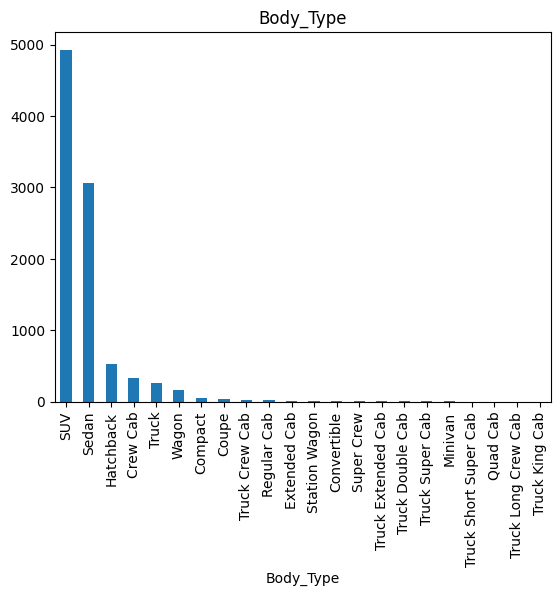 Body_Type
5000
4000
3000
2000
1000
0
SUV
Sedan
Hatchback
Crew Cab
Truck
Wagon
Compact
Coupe
Truck Crew Cab
Regular Cab
Extended Cab
Station Wagon
Convertible
Super Crew
Truck Extended Cab
Truck Double Cab
Truck Super Cab
Minivan
Truck Short Super Cab
Quad Cab
Truck Long Crew Cab
Truck King Cab
Body_Type